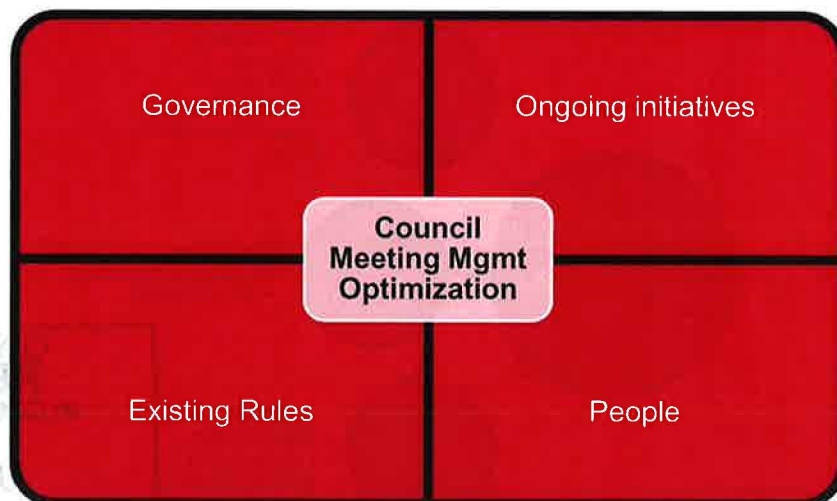 Governance
Ongoing initiatives
Council
Meeting Mgmt
Optimization
Existing Rules
People